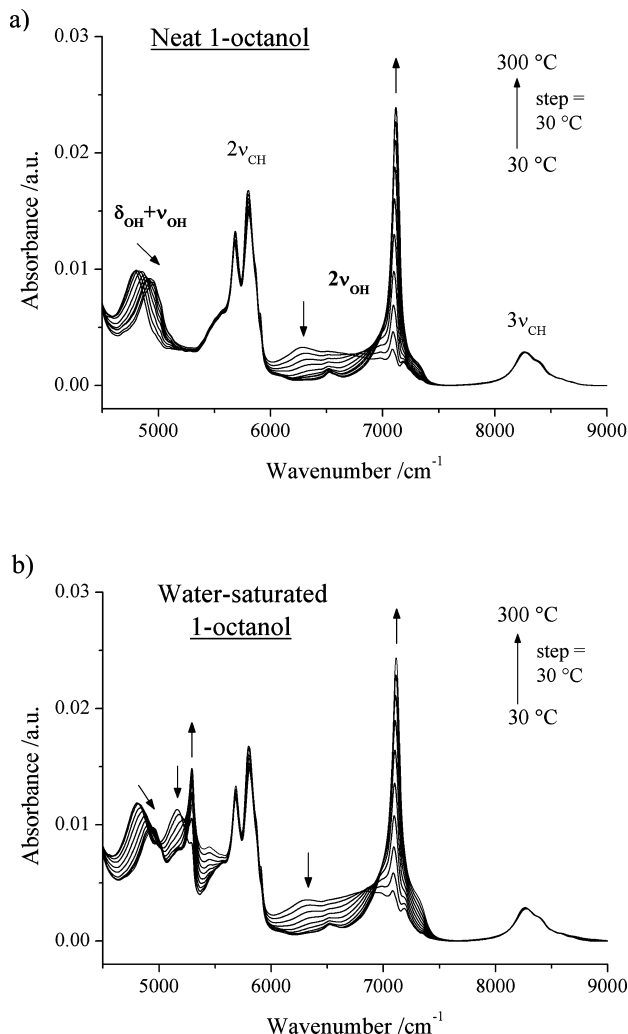 a)
Neat 1-octanol
0.03
0.02
0.01
0.00
Absorbance /a.u.
δOH+νOH
2νCH
2νOH
3νCH
300 °C
step =
30 °C
30 °C
5000 6000 7000 8000 9000
Wavenumber /cm-1
b)
Water-saturated
1-octanol
0.03
0.02
0.01
0.00
Absorbance /a.u.
300 °C
step =
30 °C
30 °C
5000 6000 7000 8000 9000
Wavenumber /cm-1